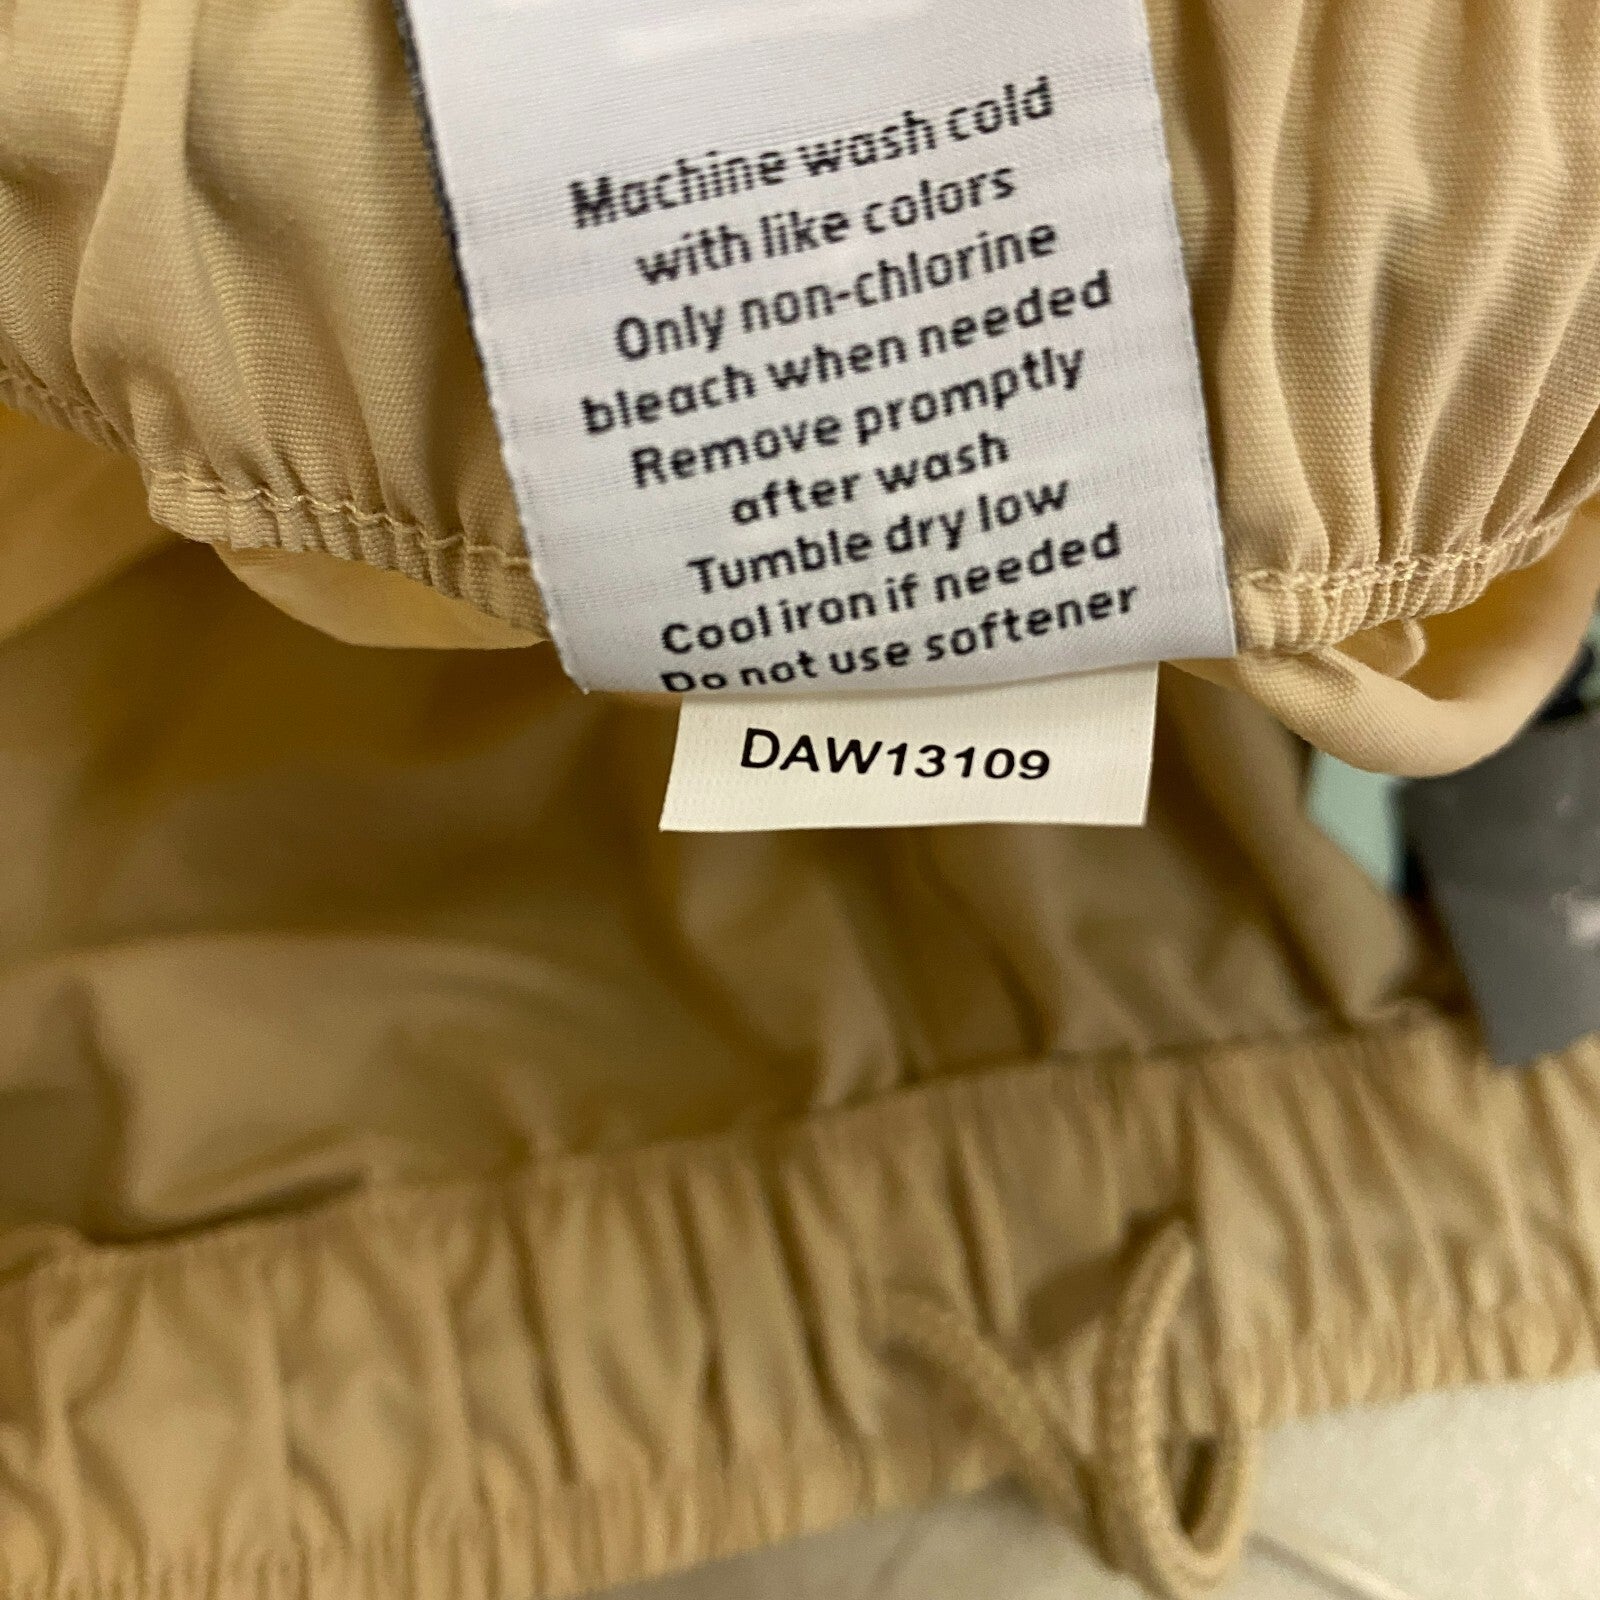 Machine wash cold
with like colors
Only non-chlorine
bleach when needed
Remove promptly
after wash
Tumble dry low
Cool iron if needed
Do not use softener
DAW13109